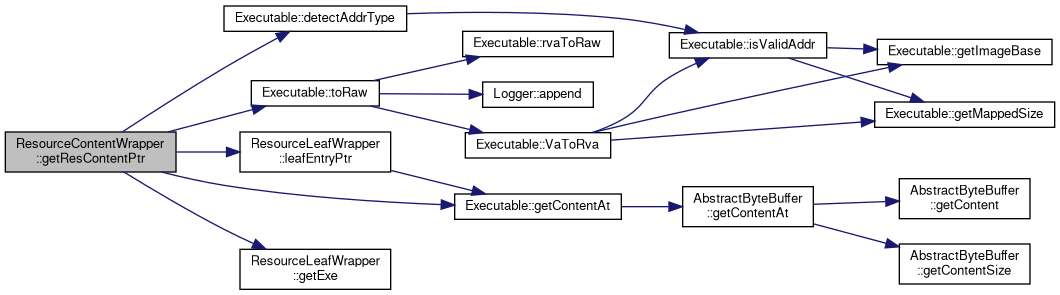 Executable::detectAddrType
Executable::isValidAddr
Executable::rvaToRaw
Executable::getImageBase
Executable::toRaw
Logger::append
Executable::getMappedSize
ResourceContentWrapper
::getResContentPtr
ResourceLeafWrapper
::leafEntryPtr
Executable::VaToRva
Executable::getContentAt
AbstractByteBuffer
::getContentAt
AbstractByteBuffer
::getContent
AbstractByteBuffer
::getContentSize
ResourceLeafWrapper
::getExe